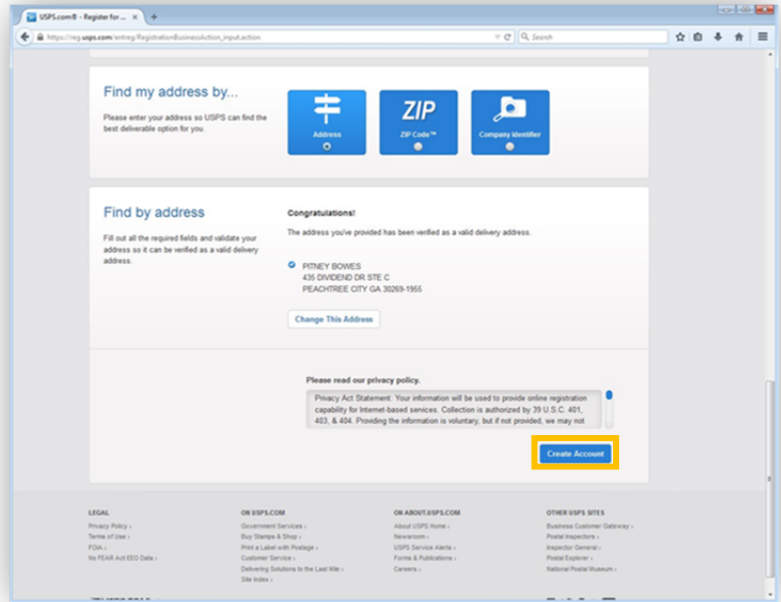 USPS.com® - Register for ...
https://reg.usps.com/entreg/RegistrationBusinessAction_input.action
Search
Find my address by...
Please enter your address so USPS can find the
best deliverable option for you.
Address
ZIP
ZIP Code™
Company Identifier
Find by address
Fill out all the required fields and validate your
address so it can be verified as a valid delivery
address.
Congratulations!
The address you've provided has been verified as a valid delivery address.
PITNEY BOWES
435 DIVIDEND DR STE C
PEACHTREE CITY GA 30269-1955
Change This Address
Please read our privacy policy.
Privacy Act Statement: Your information will be used to provide online registration
capability for Internet-based services. Collection is authorized by 39 U.S.C. 401,
403, & 404. Providing the information is voluntary, but if not provided, we may not
Create Account
LEGAL
Privacy Policy ›
Terms of Use ›
FOIA ›
No FEAR Act EEO Data ›
ON USPS.COM
Government Services ›
Buy Stamps & Shop ›
Print a Label with Postage ›
Customer Service ›
Delivering Solutions to the Last Mile ›
Site Index ›
ON ABOUT.USPS.COM
About USPS Home ›
Newsroom ›
USPS Service Alerts ›
Forms & Publications ›
Careers ›
OTHER USPS SITES
Business Customer Gateway ›
Postal Inspectors ›
Inspector General ›
Postal Explorer ›
National Postal Museum ›